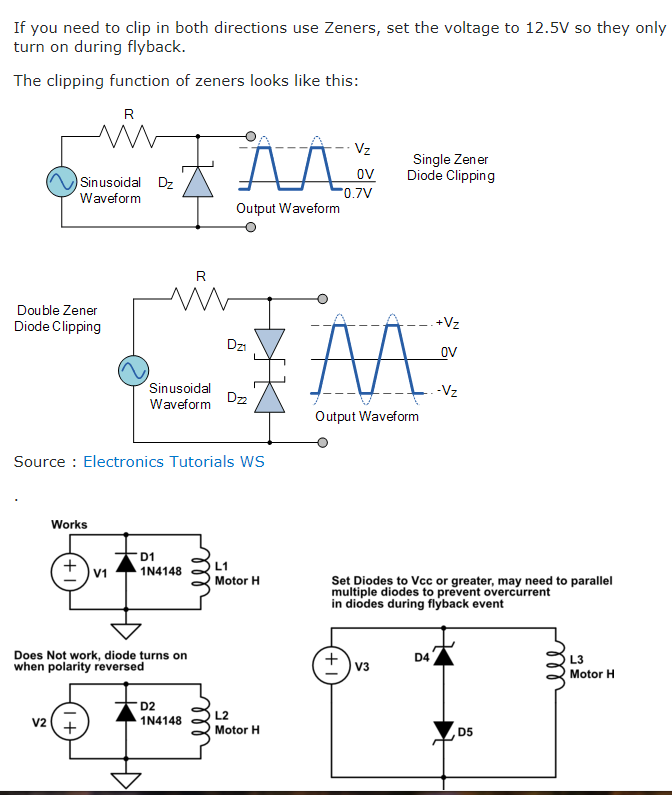 If you need to clip in both directions use Zeners, set the voltage to 12.5V so they only
turn on during flyback.
The clipping function of zeners looks like this:
R
Sinusoidal
Waveform
Dz
Vz
0V
-0.7V
Output Waveform
Single Zener
Diode Clipping
Double Zener
Diode Clipping
R
Dz1
Sinusoidal
Waveform
Dz2
+Vz
0V
-Vz
Output Waveform
Source : Electronics Tutorials WS
.
Works
V1
D1
1N4148
L1
Motor H
Does Not work, diode turns on
when polarity reversed
V2
D2
1N4148
L2
Motor H
Set Diodes to Vcc or greater, may need to parallel
multiple diodes to prevent overcurrent
in diodes during flyback event
V3
D4
D5
L3
Motor H